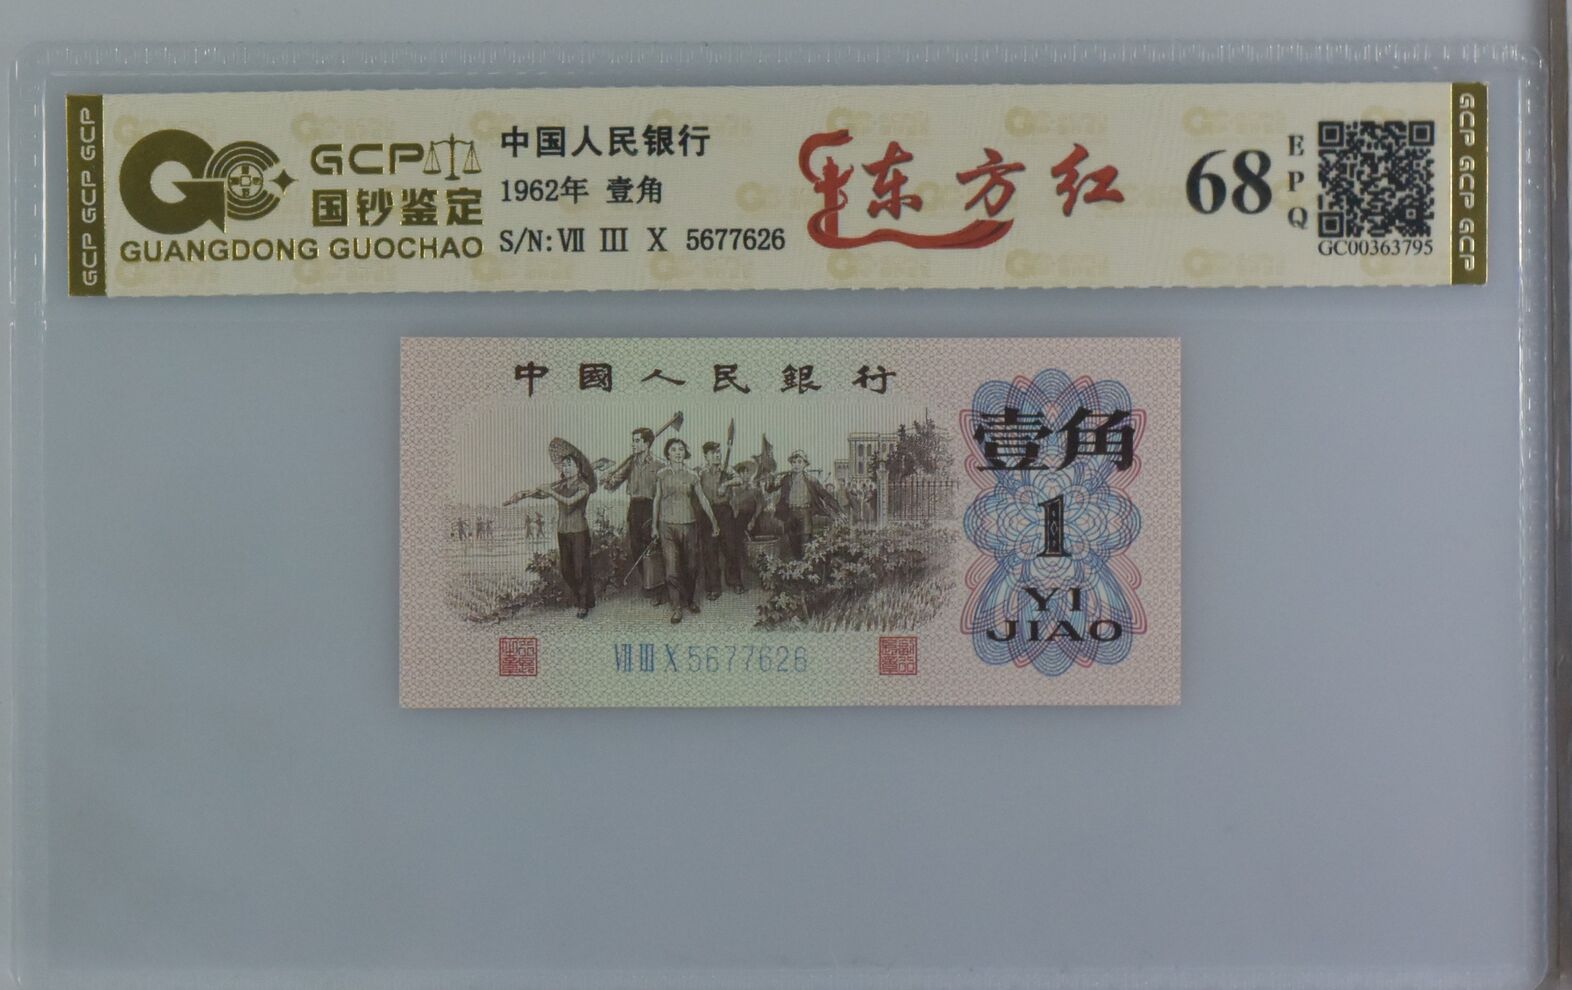 GCP GCP GCP
GCP
国钞鉴定
GUANGDONG GUOCHAO
中国人民银行
1962年 壹角
S/N: Ⅶ Ⅲ X 5677626
东方红
68
EPQ
GC00363795
GCP GCP GCP
中國人民銀行
壹角
1
YI
JIAO
Ⅶ Ⅲ X 5677626